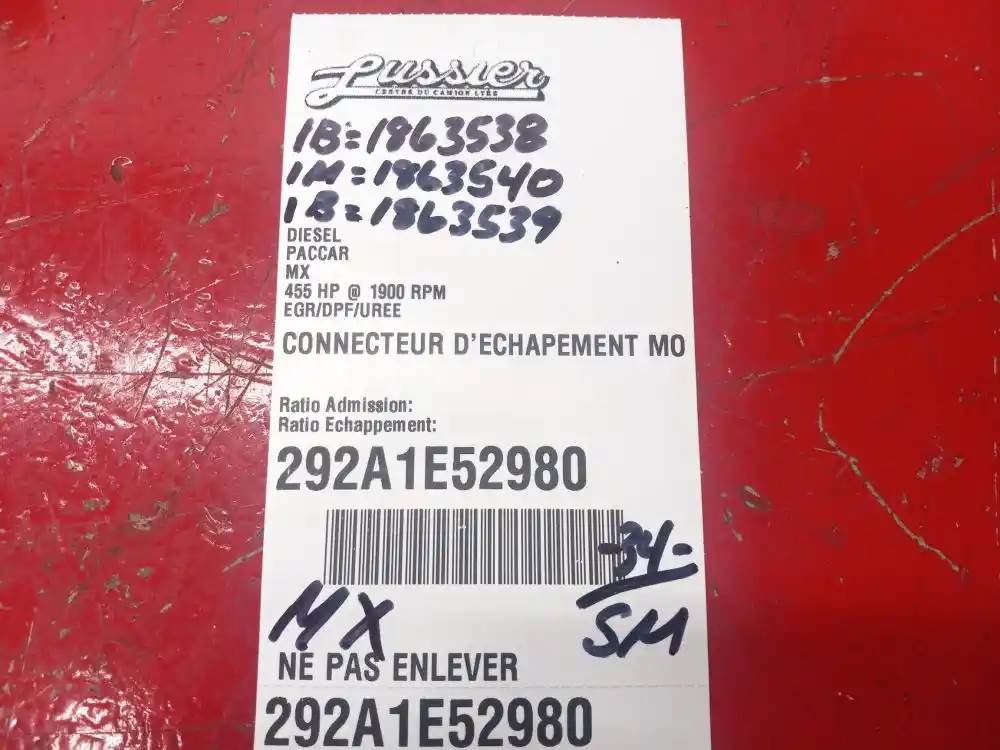 Lussier
CENTRE DU CAMION LTÉE
1B=1863538
1M=1863540
1B=1863539
DIESEL
PACCAR
MX
455 HP @ 1900 RPM
EGR/DPF/UREE
CONNECTEUR D'ECHAPEMENT MO
Ratio Admission:
Ratio Echappement:
292A1E52980
-34-
SM
MX
NE PAS ENLEVER
292A1E52980